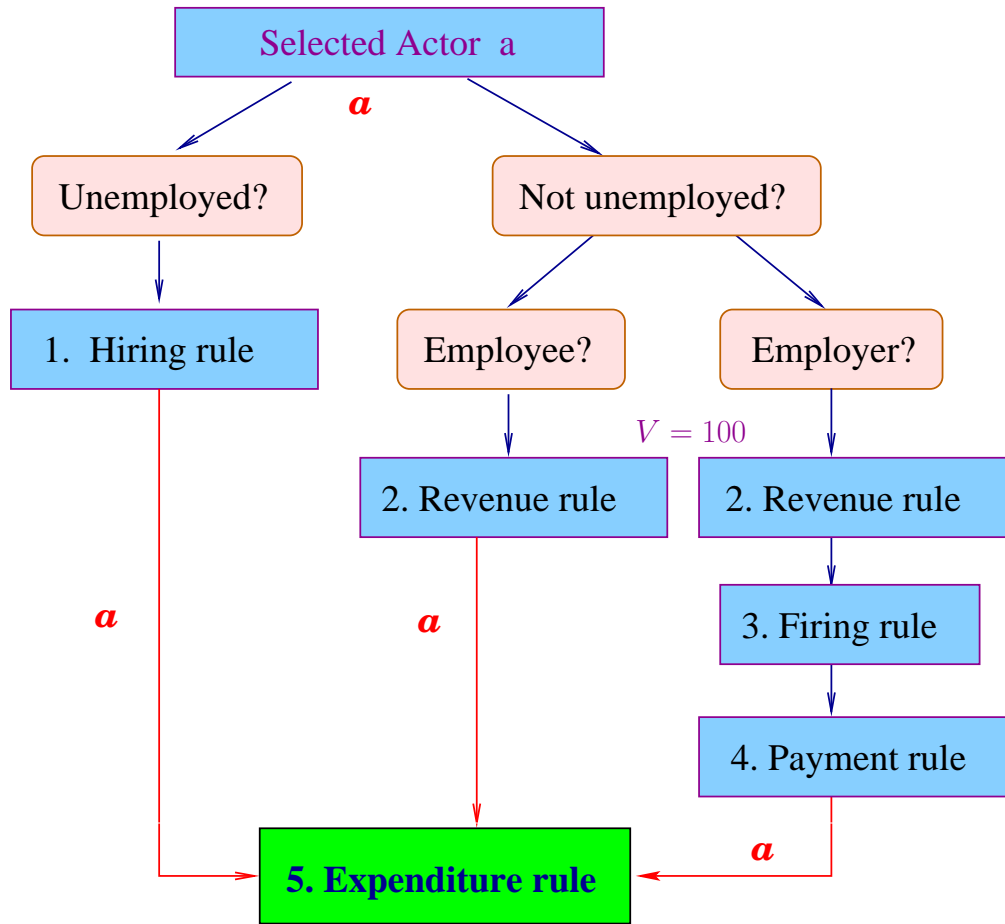 Selected Actor a
a
Unemployed?
Not unemployed?
1. Hiring rule
Employee?
Employer?
V = 100
2. Revenue rule
2. Revenue rule
a
a
3. Firing rule
4. Payment rule
a
5. Expenditure rule